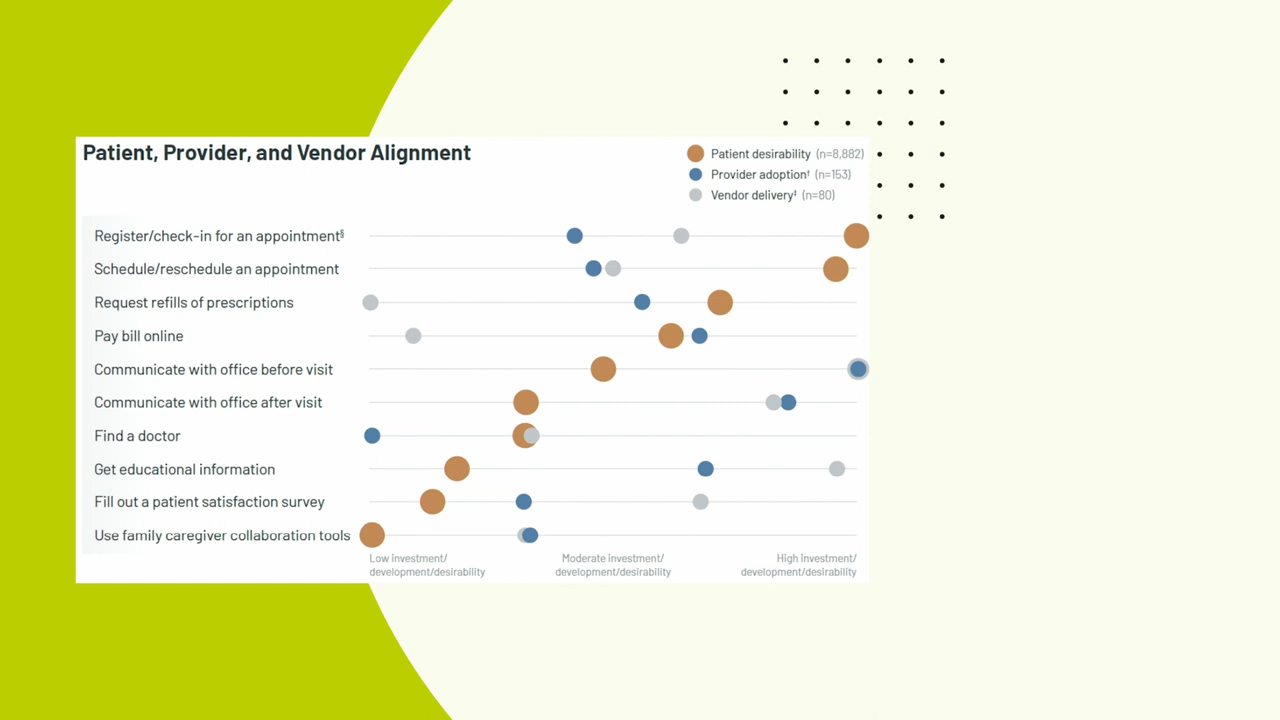 Patient, Provider, and Vendor Alignment
Patient desirability (n=8,882)
Provider adoption† (n=153)
Vendor delivery‡ (n=80)
Register/check-in for an appointment§
Schedule/reschedule an appointment
Request refills of prescriptions
Pay bill online
Communicate with office before visit
Communicate with office after visit
Find a doctor
Get educational information
Fill out a patient satisfaction survey
Use family caregiver collaboration tools
Low investment/
development/desirability
Moderate investment/
development/desirability
High investment/
development/desirability